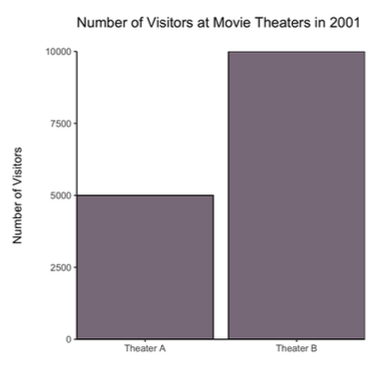 Number of Visitors at Movie Theaters in 2001
Number of Visitors
10000
7500
5000
2500
0
Theater A
Theater B